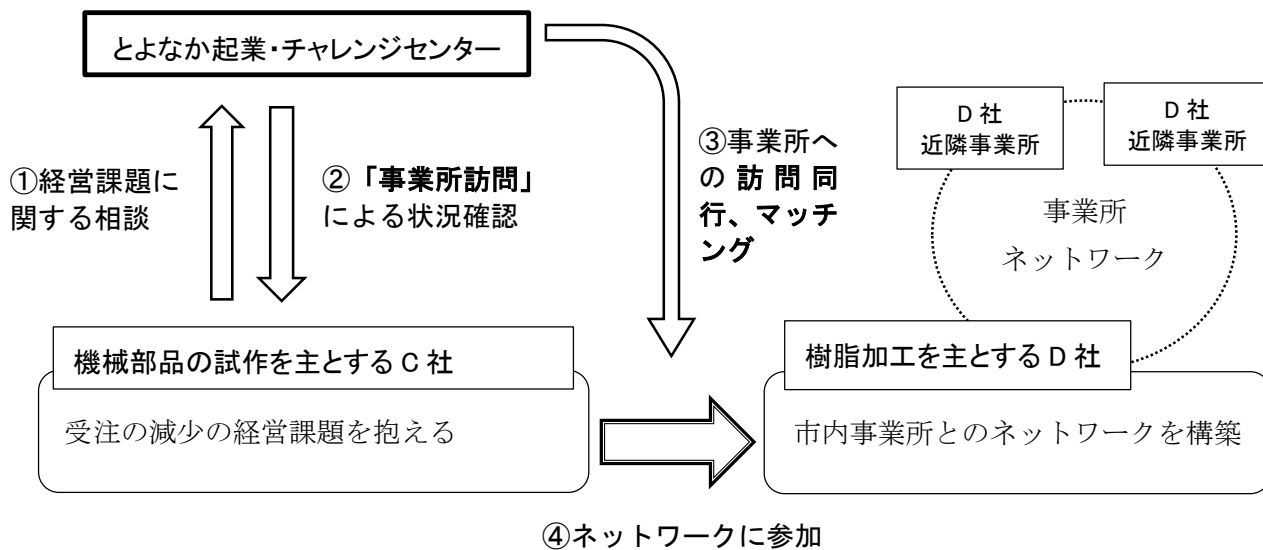 とよなか起業・チャレンジセンター
①経営課題に
関する相談
②「事業所訪問」
による状況確認
③事業所へ
の訪問同
行、マッチ
ング
D 社
近隣事業所
D 社
近隣事業所
事業所
ネットワーク
機械部品の試作を主とする C 社
受注の減少の経営課題を抱える
樹脂加工を主とする D 社
市内事業所とのネットワークを構築
④ネットワークに参加